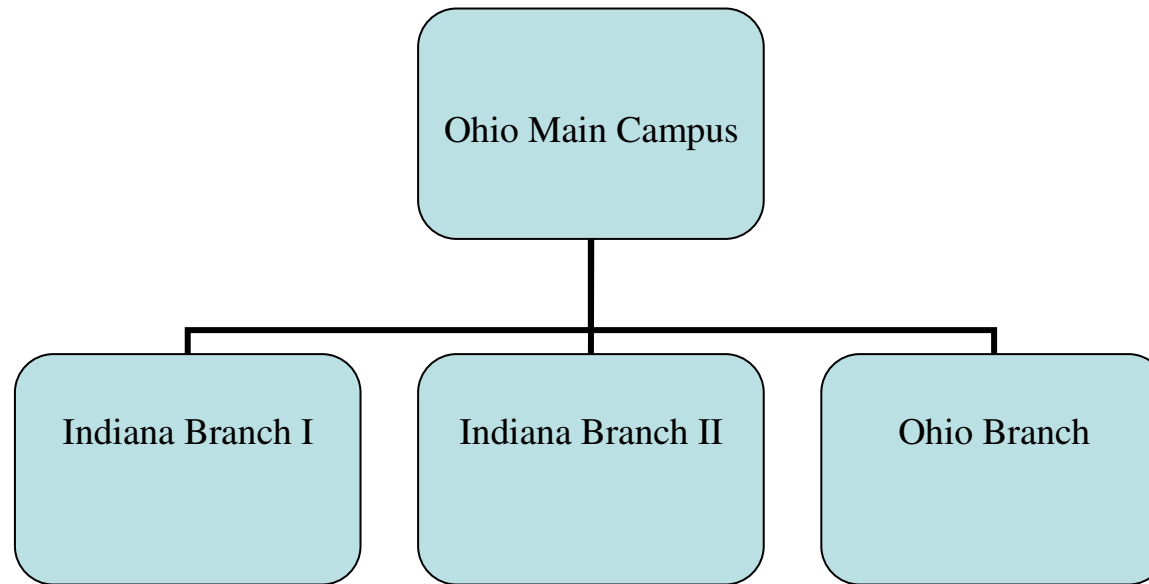 Ohio Main Campus
Indiana Branch I
Indiana Branch II
Ohio Branch